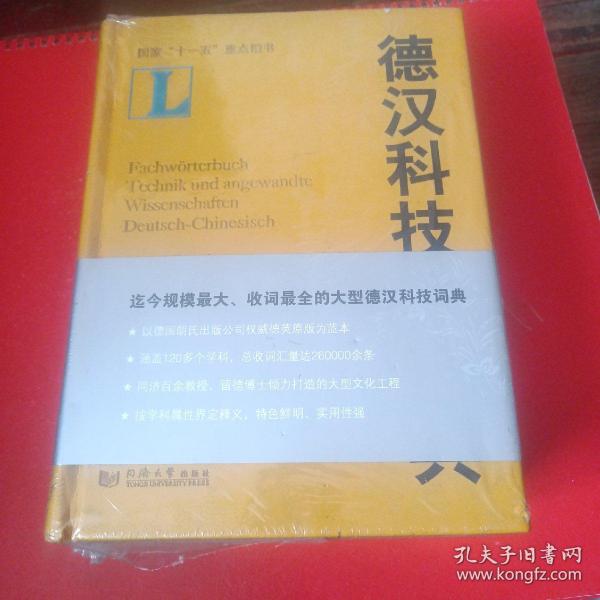 国家“十一五”重点图书
德汉科技
L
Fachwörterbuch
Technik und angewandte
Wissenschaften
Deutsch-Chinesisch
迄今规模最大、收词最全的大型德汉科技词典
★ 以德国朗氏出版公司权威德英原版为蓝本
★ 涵盖120多个学科，总收词汇量达260000余条
★ 同济百余教授、留德博士倾力打造的大型文化工程
★ 按学科属性界定释义，特色鲜明、实用性强
同济大学出版社
TONGJI UNIVERSITY PRESS
孔夫子旧书网
www.kongfz.com